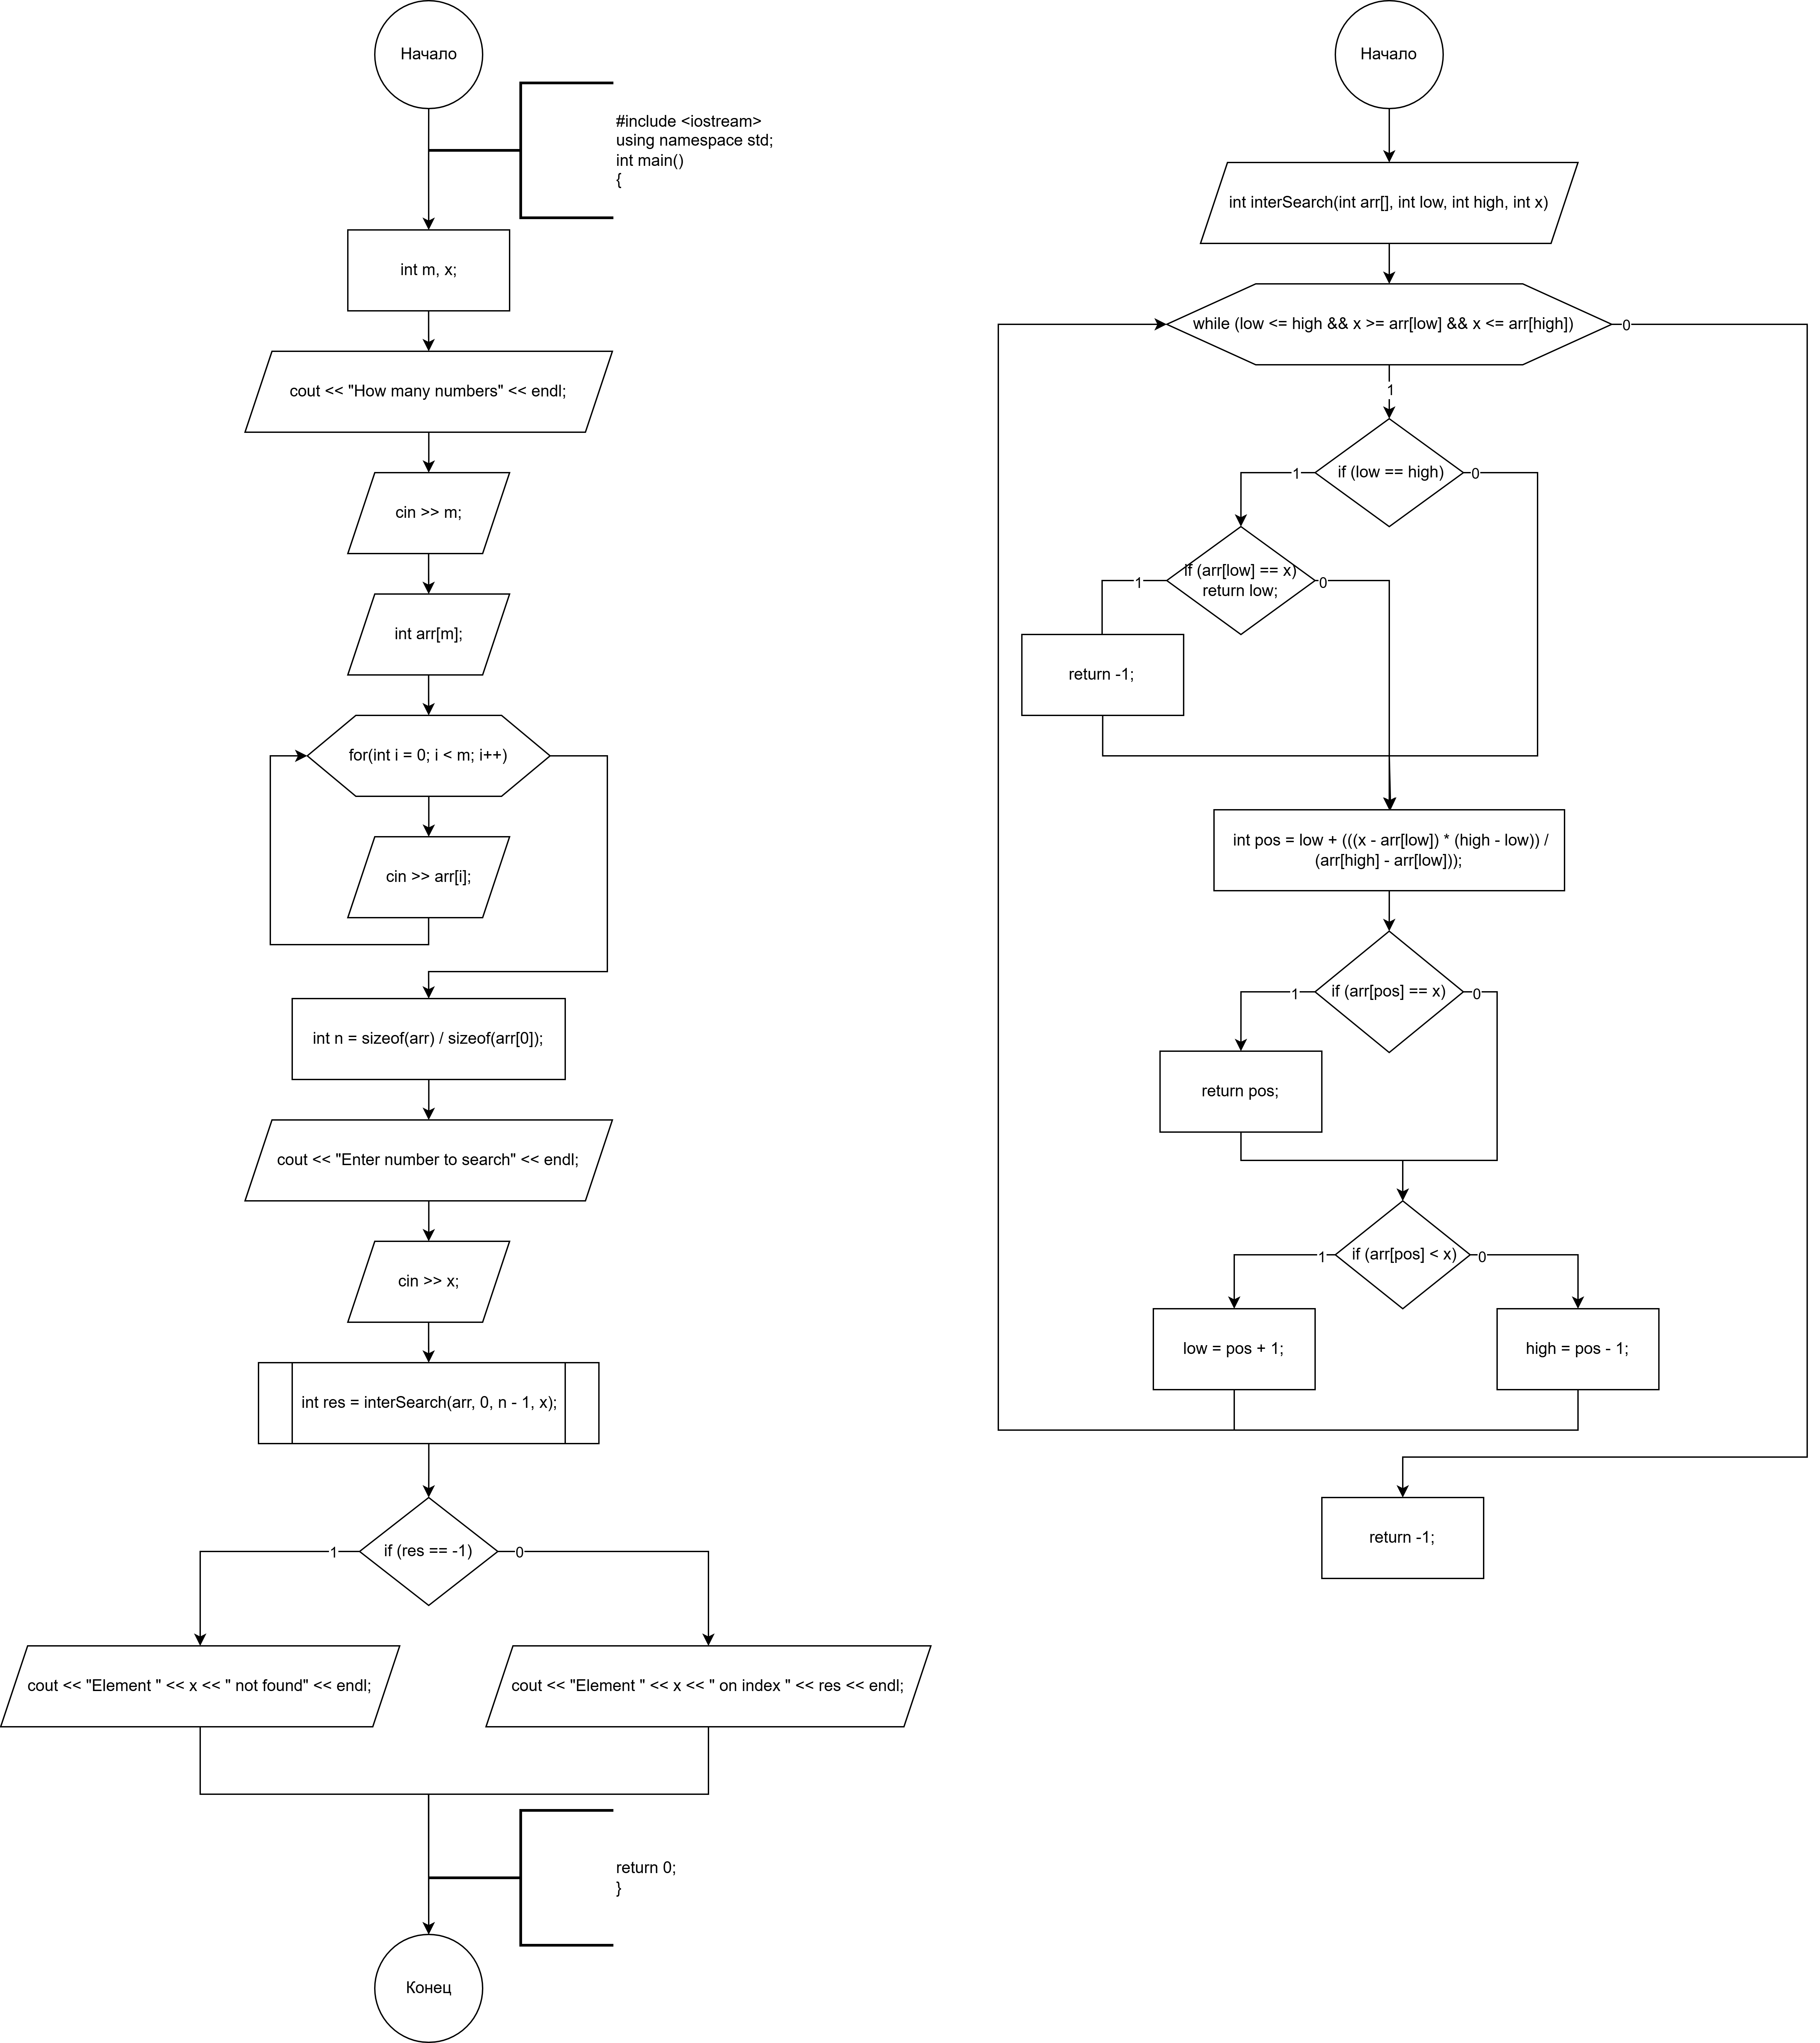 Начало
#include <iostream>
using namespace std;
int main()
{
int m, x;
cout << "How many numbers" << endl;
cin >> m;
int arr[m];
for(int i = 0; i < m; i++)
cin >> arr[i];
int n = sizeof(arr) / sizeof(arr[0]);
cout << "Enter number to search" << endl;
cin >> x;
int res = interSearch(arr, 0, n - 1, x);
if (res == -1)
1
0
cout << "Element " << x << " not found" << endl;
cout << "Element " << x << " on index " << res << endl;
return 0;
}
Конец
Начало
int interSearch(int arr[], int low, int high, int x)
while (low <= high && x >= arr[low] && x <= arr[high])
0
1
if (low == high)
1
0
if (arr[low] == x)
return low;
1
0
return -1;
int pos = low + (((x - arr[low]) * (high - low)) /
(arr[high] - arr[low]));
if (arr[pos] == x)
1
0
return pos;
if (arr[pos] < x)
1
0
low = pos + 1;
high = pos - 1;
return -1;